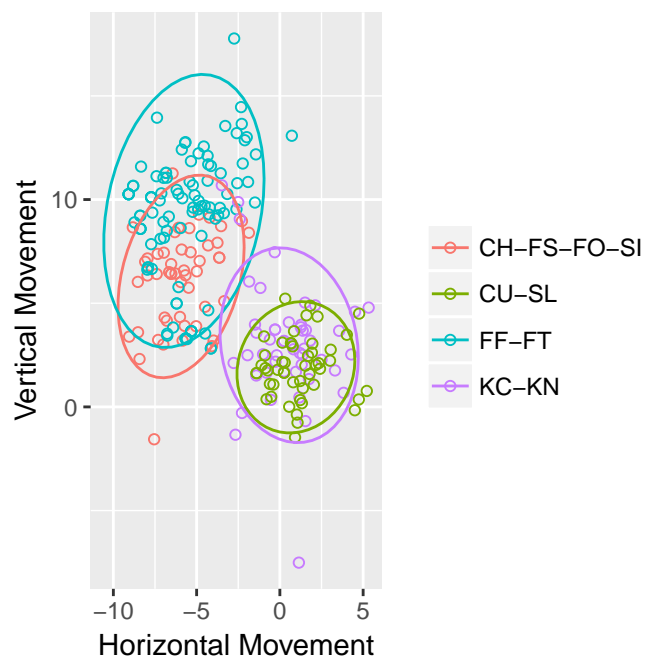 Vertical Movement
10
0
−10
−5
0
5
Horizontal Movement
CH−FS−FO−SI
CU−SL
FF−FT
KC−KN